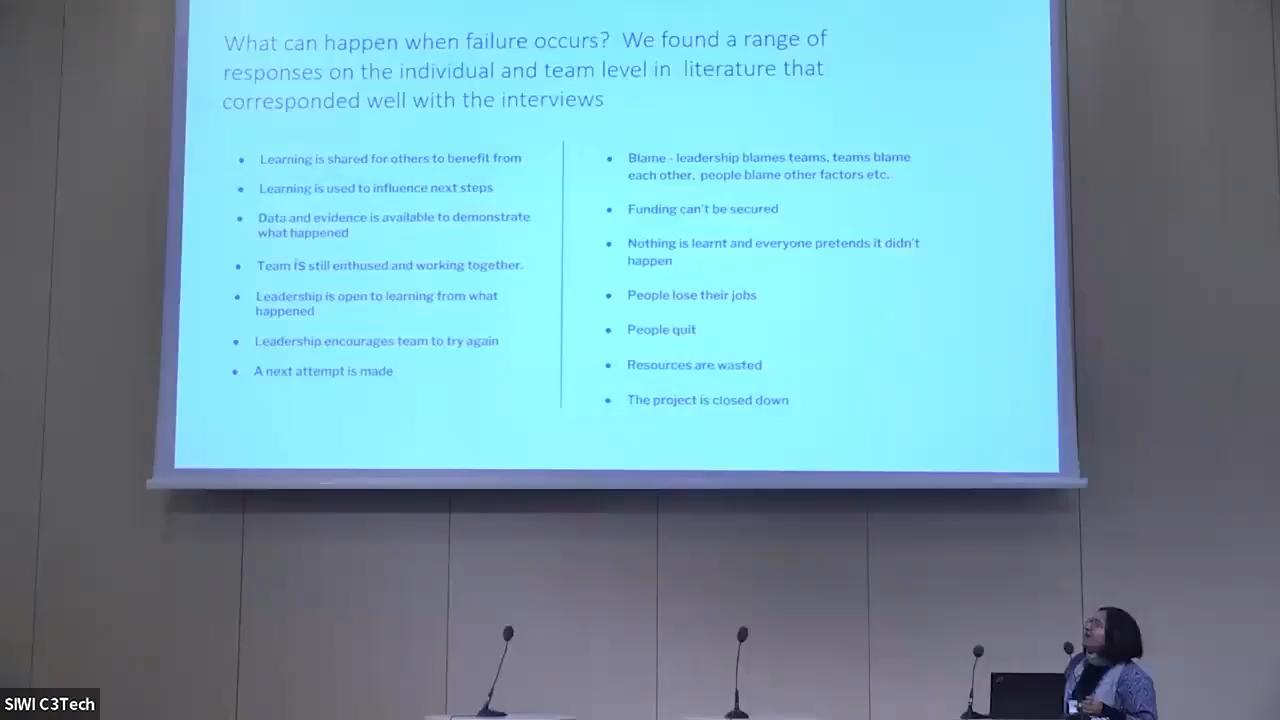 What can happen when failure occurs? We found a range of
responses on the individual and team level in literature that
corresponded well with the interviews
Learning is shared for others to benefit from
Learning is used to influence next steps
Data and evidence is available to demonstrate
what happened
Team is still enthused and working together.
Leadership is open to learning from what
happened
Leadership encourages team to try again
A next attempt is made
Blame - leadership blames teams, teams blame
each other, people blame other factors etc.
Funding can't be secured
Nothing is learnt and everyone pretends it didn't
happen
People lose their jobs
People quit
Resources are wasted
The project is closed down
SIWI C3Tech